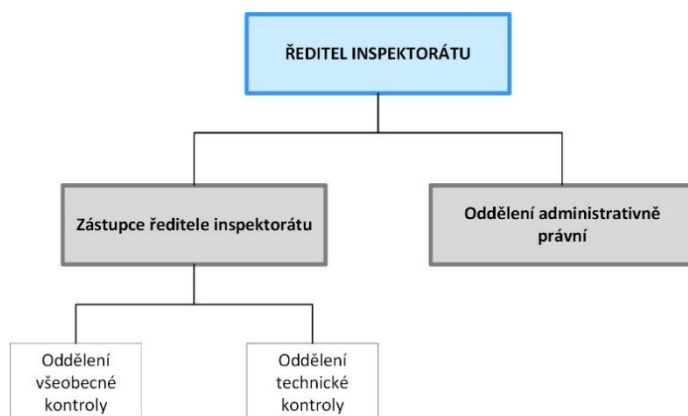 ŘEDITEL INSPEKTORÁTU
Zástupce ředitele inspektorátu
Oddělení administrativně
právní
Oddělení
všeobecné
kontroly
Oddělení
technické
kontroly